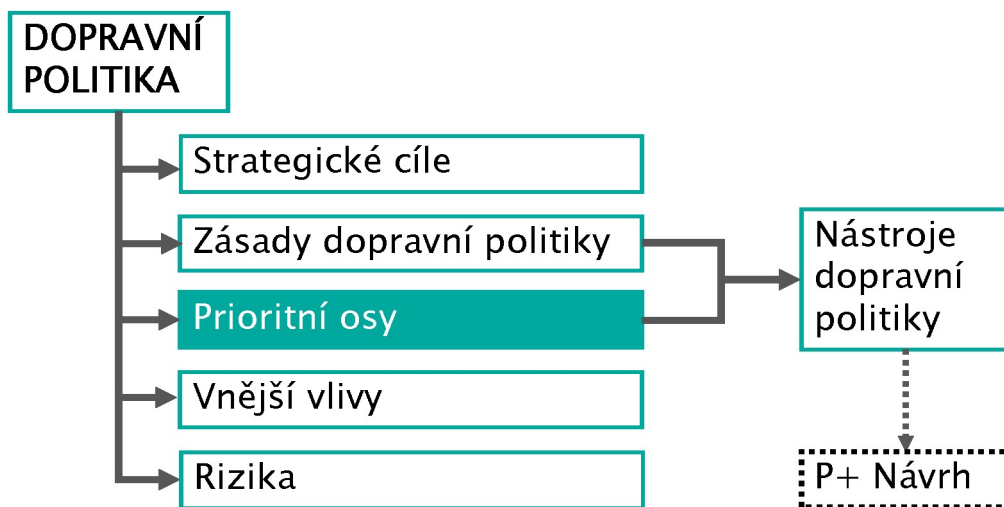 DOPRAVNÍ
POLITIKA
Strategické cíle
Zásady dopravní politiky
Prioritní osy
Vnější vlivy
Rizika
Nástroje
dopravní
politiky
P+ Návrh